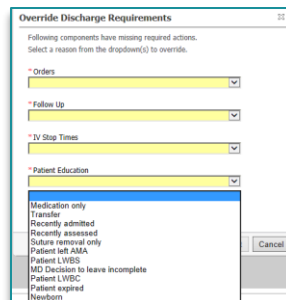 Override Discharge Requirements
Following components have missing required actions.
Select a reason from the dropdown(s) to override.
*Orders
*Follow Up
*IV Stop Times
*Patient Education
Medication only
Transfer
Recently admitted
Recently assessed
Suture removal only
Patient left AMA
Patient LWBS
MD Decision to leave incomplete
Patient LWBC
Patient expired
Newborn
Cancel